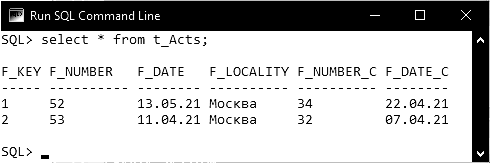 Run SQL Command Line
SQL> select * from t_Acts;
F_KEY F_NUMBER F_DATE F_LOCALITY F_NUMBER_C F_DATE_C
----- -------- -------- ---------- ---------- --------
1 52 13.05.21 Москва 34 22.04.21
2 53 11.04.21 Москва 32 07.04.21
SQL>